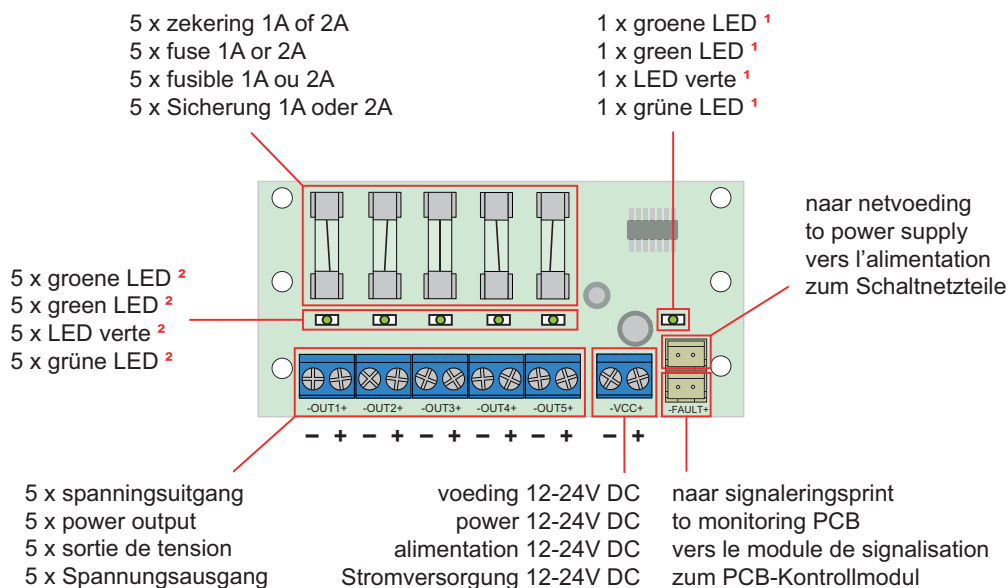 5 x zekering 1A of 2A
5 x fuse 1A or 2A
5 x fusible 1A ou 2A
5 x Sicherung 1A oder 2A
1 x groene LED ¹
1 x green LED ¹
1 x LED verte ¹
1 x grüne LED ¹
naar netvoeding
to power supply
vers l'alimentation
zum Schaltnetzteile
5 x groene LED ²
5 x green LED ²
5 x LED verte ²
5 x grüne LED ²
-OUT1+ -OUT2+ -OUT3+ -OUT4+ -OUT5+ -VCC+ -FAULT+
− + − + − + − + − + − +
5 x spanningsuitgang
5 x power output
5 x sortie de tension
5 x Spannungsausgang
voeding 12-24V DC
power 12-24V DC
alimentation 12-24V DC
Stromversorgung 12-24V DC
naar signaleringsprint
to monitoring PCB
vers le module de signalisation
zum PCB-Kontrollmodul